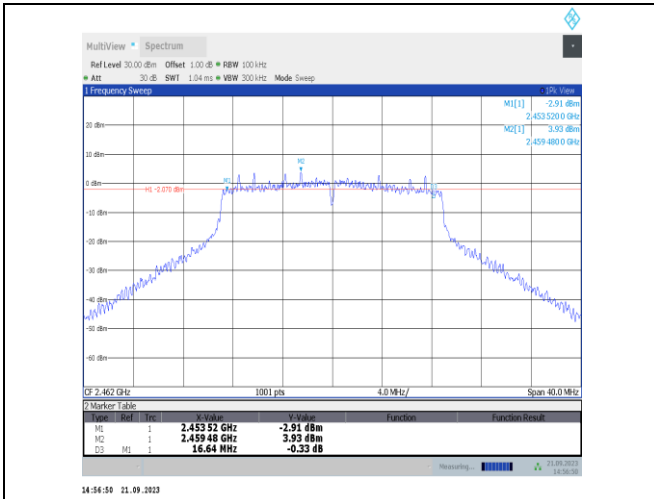 MultiView Spectrum
Ref Level 30.00 dBm Offset 1.00 dB RBW 100 kHz
Att 30 dB SWT 1.04 ms VBW 300 kHz Mode Sweep
1 Frequency Sweep 1Pk View
M1[1] -2.91 dBm
2.453 520 0 GHz
M2[1] 3.93 dBm
2.459 480 0 GHz
20 dBm
10 dBm
M2
0 dBm
M1
H1 -2.070 dBm
-10 dBm
-20 dBm
-30 dBm
-40 dBm
-50 dBm
-60 dBm
CF 2.462 GHz 1001 pts 4.0 MHz/ Span 40.0 MHz
2 Marker Table
Type Ref Trc X-Value Y-Value Function Function Result
M1 1 2.453 52 GHz -2.91 dBm
M2 1 2.459 48 GHz 3.93 dBm
D3 M1 1 16.64 MHz -0.33 dB
Measuring... 21.09.2023
14:56:50
14:56:50 21.09.2023